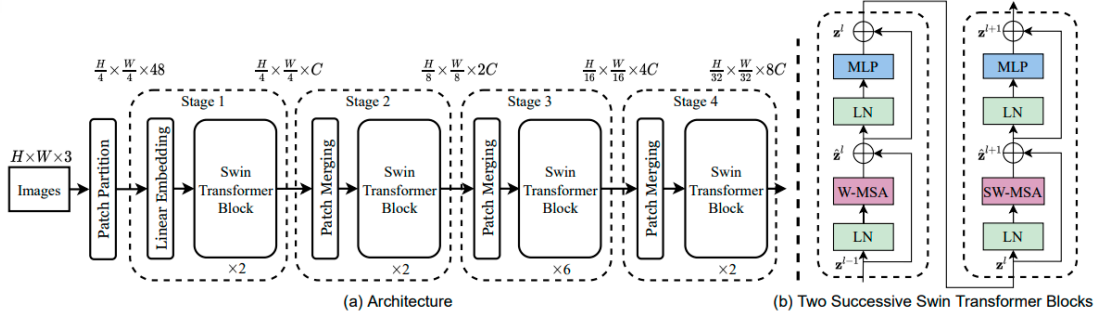 H/4 × W/4 × 48
H/4 × W/4 × C
H/8 × W/8 × 2C
H/16 × W/16 × 4C
H/32 × W/32 × 8C
Stage 1
Stage 2
Stage 3
Stage 4
H×W×3
Images
Patch Partition
Linear Embedding
Swin
Transformer
Block
×2
Patch Merging
Swin
Transformer
Block
×2
Patch Merging
Swin
Transformer
Block
×6
Patch Merging
Swin
Transformer
Block
×2
(a) Architecture
z^l
MLP
LN
ẑ^l
W-MSA
LN
z^{l-1}
z^{l+1}
MLP
LN
ẑ^{l+1}
SW-MSA
LN
z^l
(b) Two Successive Swin Transformer Blocks